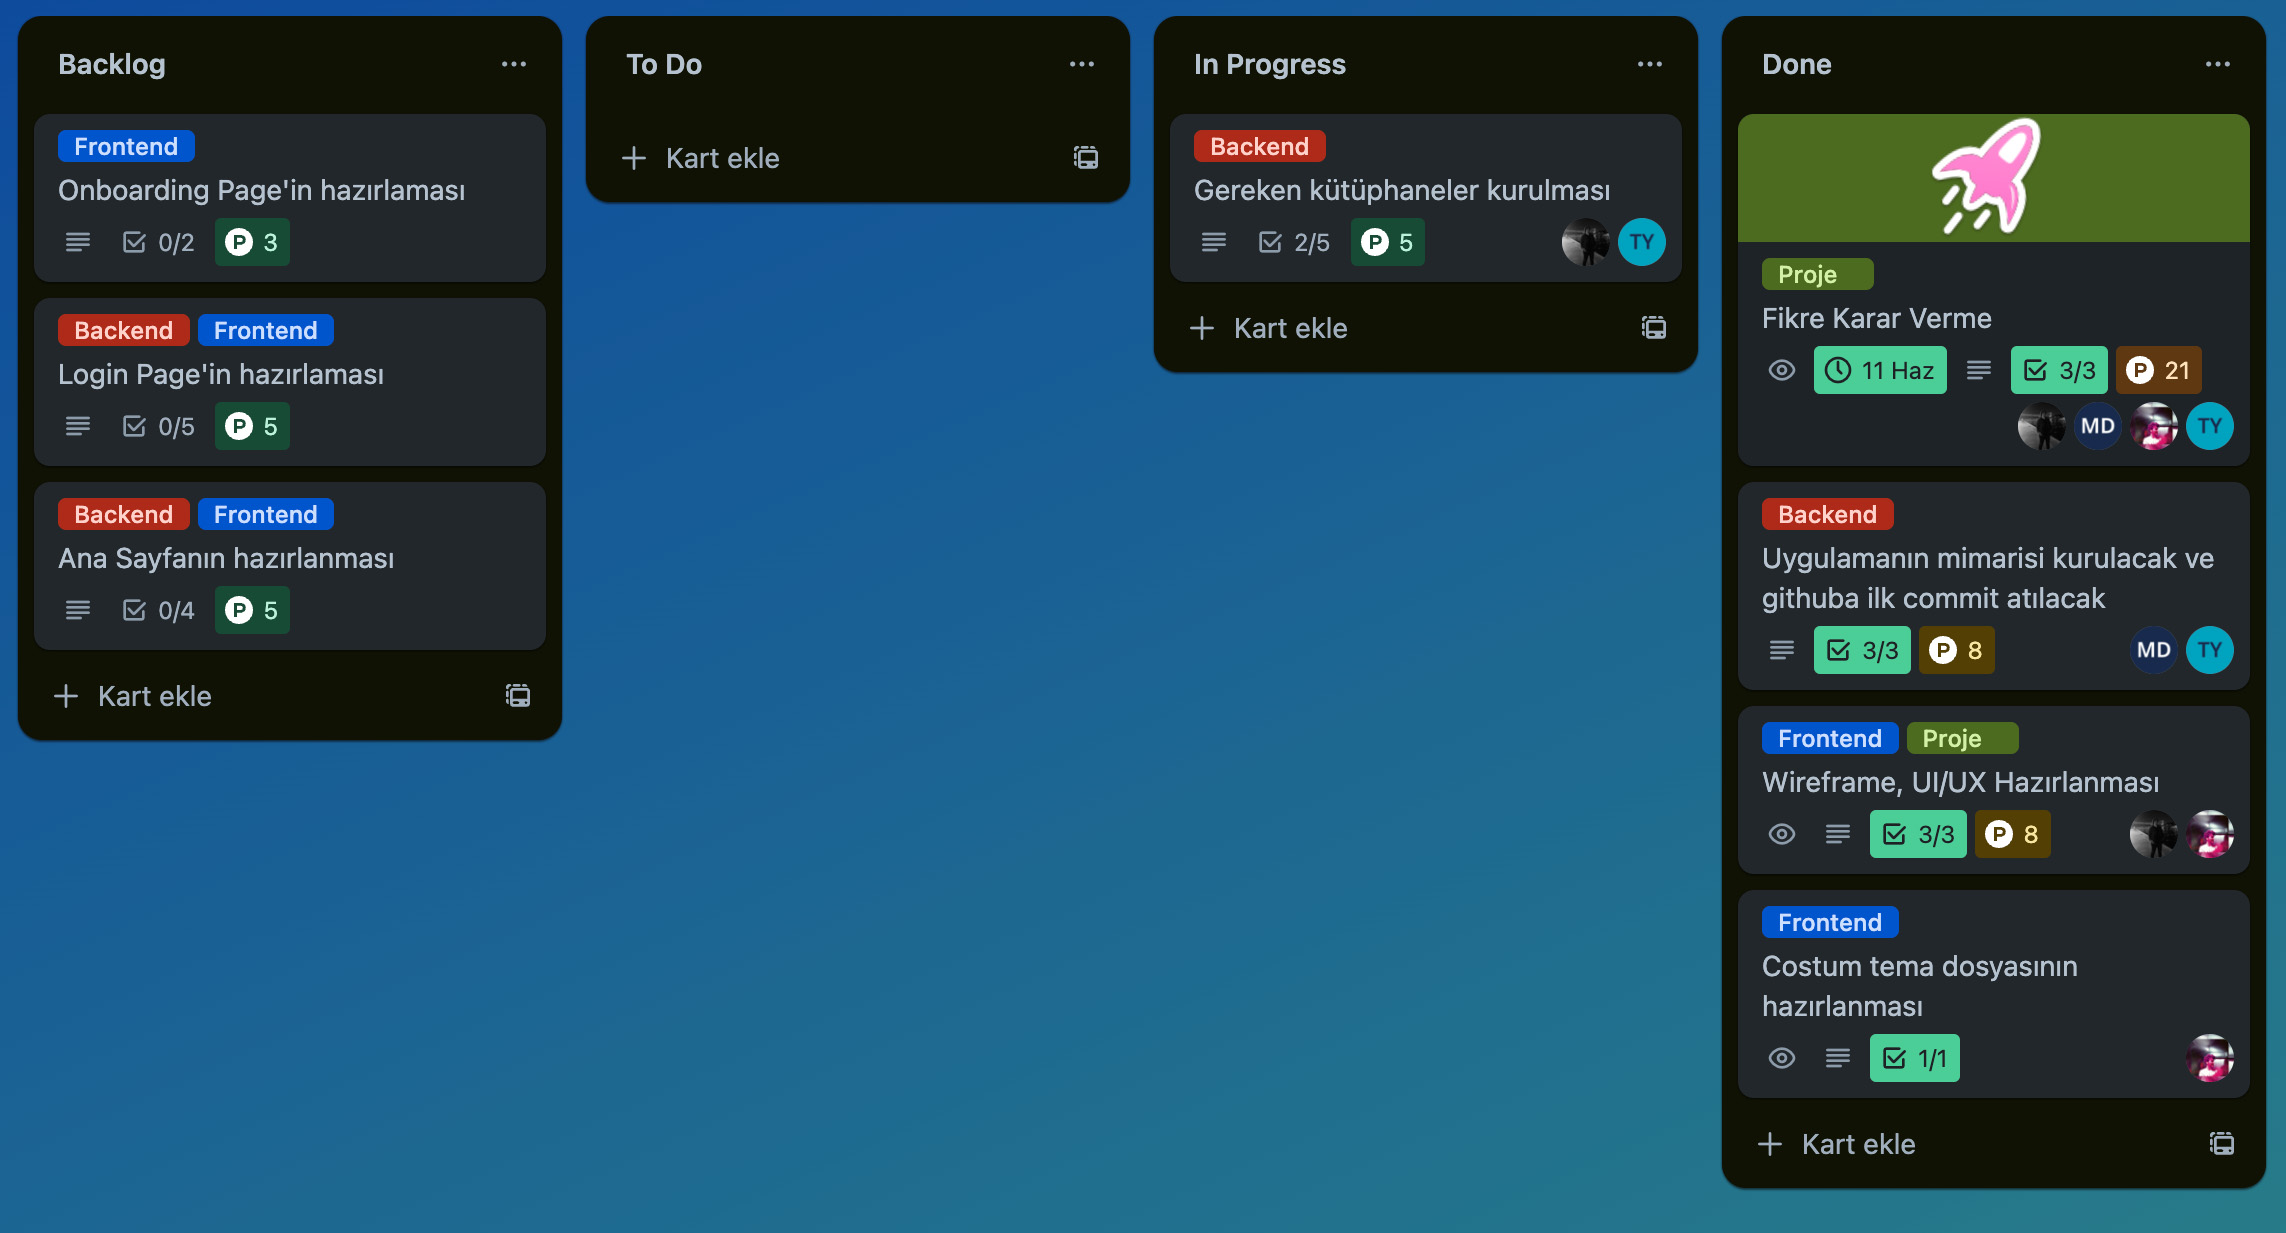 Backlog
Frontend
Onboarding Page'in hazırlaması
0/2 P 3
Backend Frontend
Login Page'in hazırlaması
0/5 P 5
Backend Frontend
Ana Sayfanın hazırlanması
0/4 P 5
Kart ekle
To Do
Kart ekle
In Progress
Backend
Gereken kütüphaneler kurulması
2/5 P 5 TY
Kart ekle
Done
Proje
Fikre Karar Verme
11 Haz 3/3 P 21
MD TY
Backend
Uygulamanın mimarisi kurulacak ve
githuba ilk commit atılacak
3/3 P 8 MD TY
Frontend Proje
Wireframe, UI/UX Hazırlanması
3/3 P 8
Frontend
Costum tema dosyasının
hazırlanması
1/1
Kart ekle